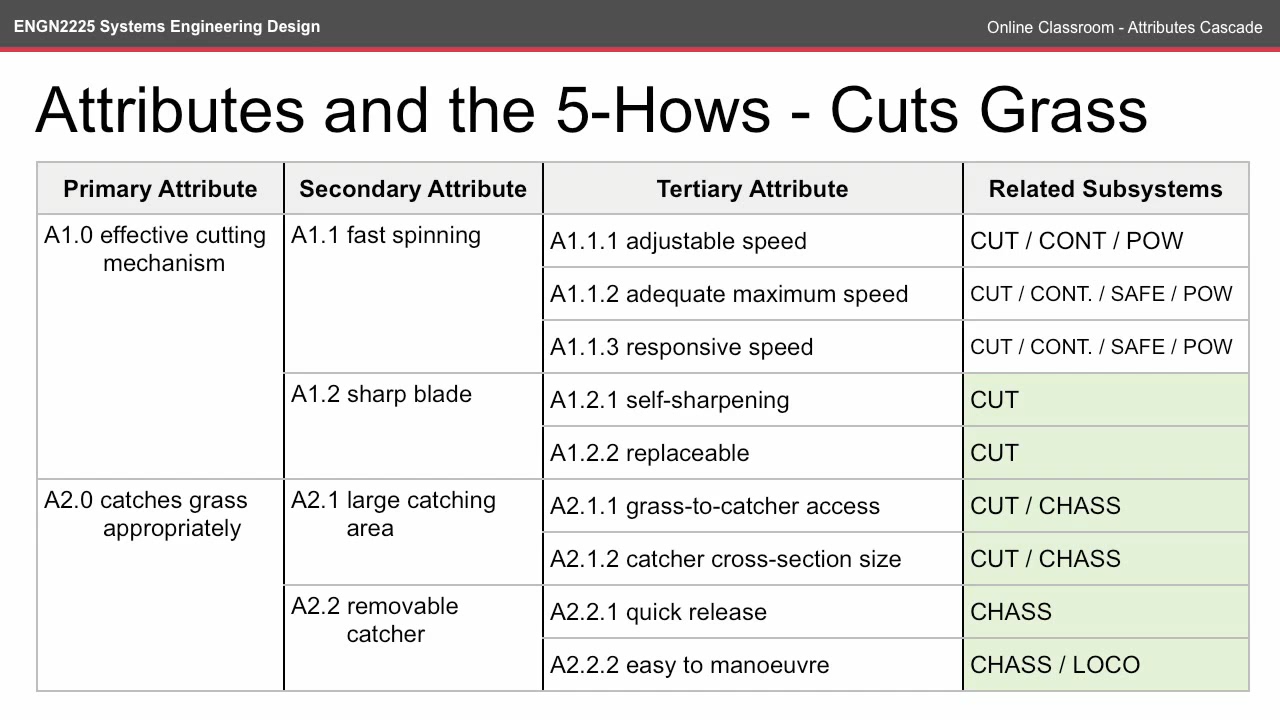 ENGN2225 Systems Engineering Design
Online Classroom - Attributes Cascade
Attributes and the 5-Hows - Cuts Grass
Primary Attribute
Secondary Attribute
Tertiary Attribute
Related Subsystems
A1.0 effective cutting
mechanism
A1.1 fast spinning
A1.1.1 adjustable speed
CUT / CONT / POW
A1.1.2 adequate maximum speed
CUT / CONT. / SAFE / POW
A1.1.3 responsive speed
CUT / CONT. / SAFE / POW
A1.2 sharp blade
A1.2.1 self-sharpening
CUT
A1.2.2 replaceable
CUT
A2.0 catches grass
appropriately
A2.1 large catching
area
A2.1.1 grass-to-catcher access
CUT / CHASS
A2.1.2 catcher cross-section size
CUT / CHASS
A2.2 removable
catcher
A2.2.1 quick release
CHASS
A2.2.2 easy to manoeuvre
CHASS / LOCO